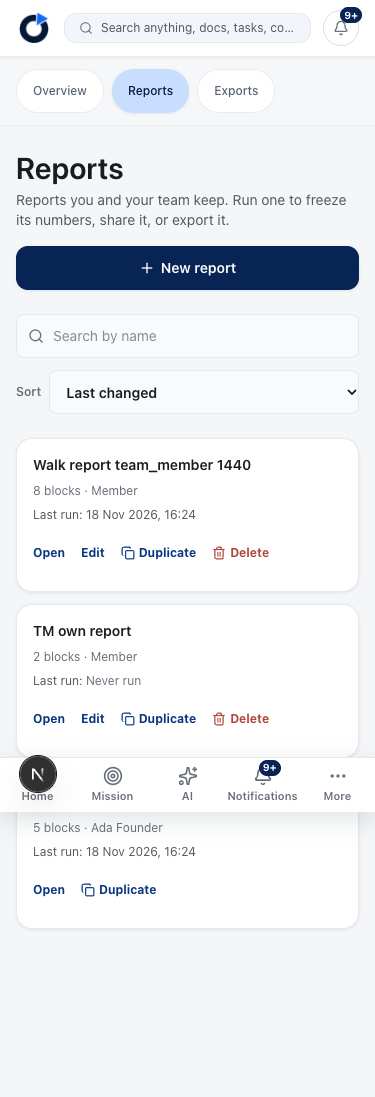 Search anything, docs, tasks, co...
9+
Overview
Reports
Exports
Reports
Reports you and your team keep. Run one to freeze
its numbers, share it, or export it.
New report
Search by name
Sort
Last changed
Walk report team_member 1440
8 blocks · Member
Last run: 18 Nov 2026, 16:24
Open
Edit
Duplicate
Delete
TM own report
2 blocks · Member
Last run: Never run
Open
Edit
Duplicate
Delete
N
9+
Home
Mission
AI
Notifications
More
5 blocks · Ada Founder
Last run: 18 Nov 2026, 16:24
Open
Duplicate